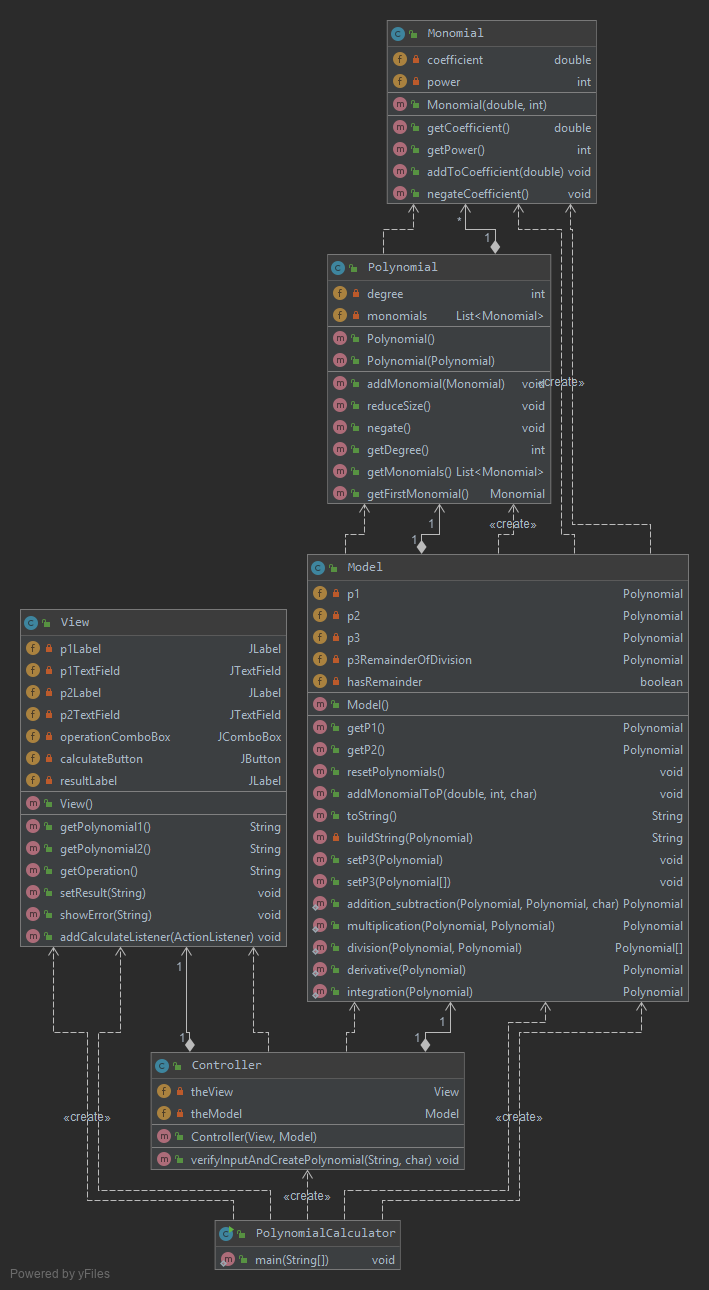 Monomial
coefficient double
power int
Monomial(double, int)
getCoefficient() double
getPower() int
addToCoefficient(double) void
negateCoefficient() void
*
1
Polynomial
degree int
monomials List<Monomial>
Polynomial()
Polynomial(Polynomial)
addMonomial(Monomial) void
«create»
reduceSize() void
negate() void
getDegree() int
getMonomials() List<Monomial>
getFirstMonomial() Monomial
1
«create»
1
Model
p1 Polynomial
p2 Polynomial
p3 Polynomial
p3RemainderOfDivision Polynomial
hasRemainder boolean
Model()
getP1() Polynomial
getP2() Polynomial
resetPolynomials() void
addMonomialToP(double, int, char) void
toString() String
buildString(Polynomial) String
setP3(Polynomial) void
setP3(Polynomial[]) void
addition_subtraction(Polynomial, Polynomial, char) Polynomial
multiplication(Polynomial, Polynomial) Polynomial
division(Polynomial, Polynomial) Polynomial[]
derivative(Polynomial) Polynomial
integration(Polynomial) Polynomial
View
p1Label JLabel
p1TextField JTextField
p2Label JLabel
p2TextField JTextField
operationComboBox JComboBox
calculateButton JButton
resultLabel JLabel
View()
getPolynomial1() String
getPolynomial2() String
getOperation() String
setResult(String) void
showError(String) void
addCalculateListener(ActionListener) void
1
1
1
1
Controller
theView View
theModel Model
Controller(View, Model)
verifyInputAndCreatePolynomial(String, char) void
«create»
«create»
«create»
PolynomialCalculator
main(String[]) void
Powered by yFiles